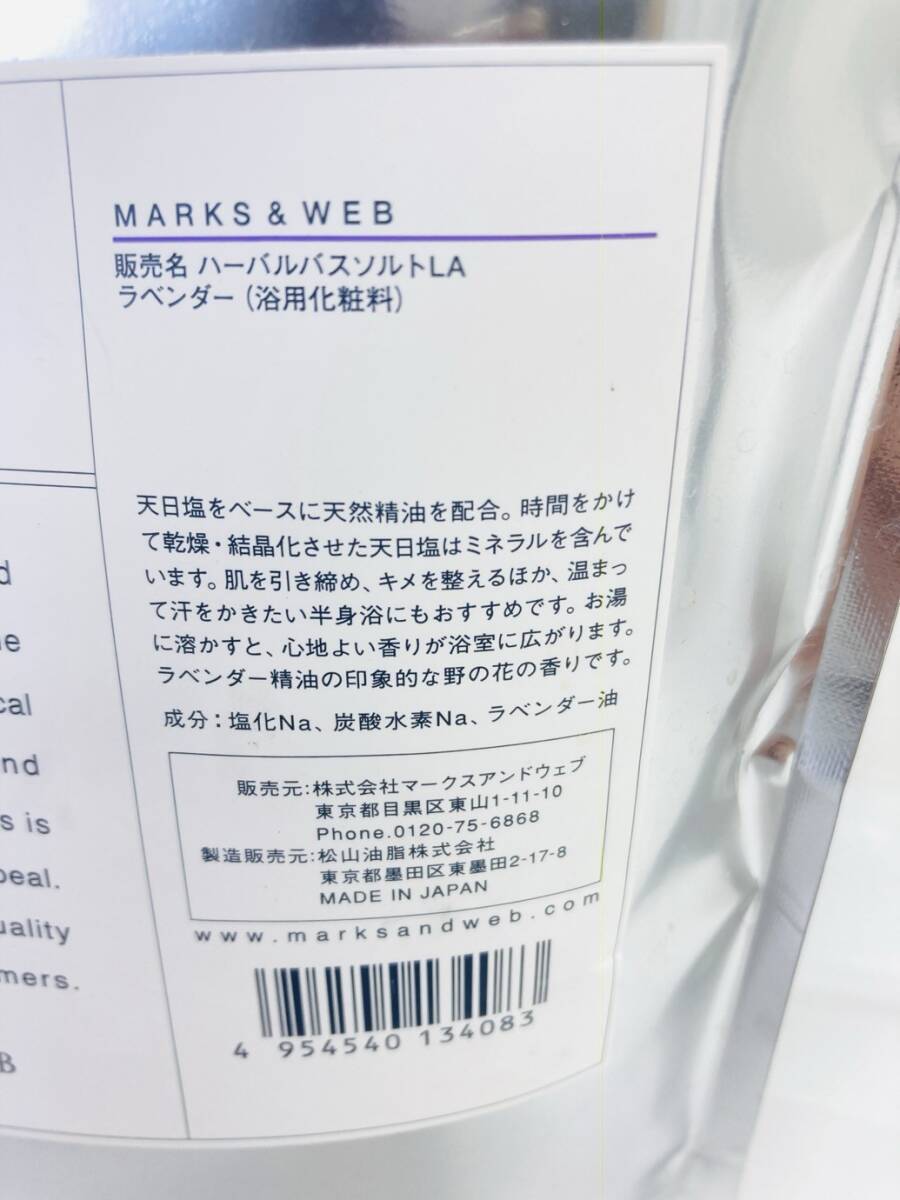 MARKS & WEB
販売名 ハーバルバスソルトLA
ラベンダー（浴用化粧料）
天日塩をベースに天然精油を配合。時間をかけ
て乾燥・結晶化させた天日塩はミネラルを含んで
います。肌を引き締め、キメを整えるほか、温まっ
て汗をかきたい半身浴にもおすすめです。お湯
に溶かすと、心地よい香りが浴室に広がります。
ラベンダー精油の印象的な野の花の香りです。
成分：塩化Na、炭酸水素Na、ラベンダー油
販売元：株式会社マークスアンドウェブ
東京都目黒区東山1-11-10
Phone.0120-75-6868
製造販売元：松山油脂株式会社
東京都墨田区東墨田2-17-8
MADE IN JAPAN
www.marksandweb.com
4 954540 134083
nd
s is
mers.